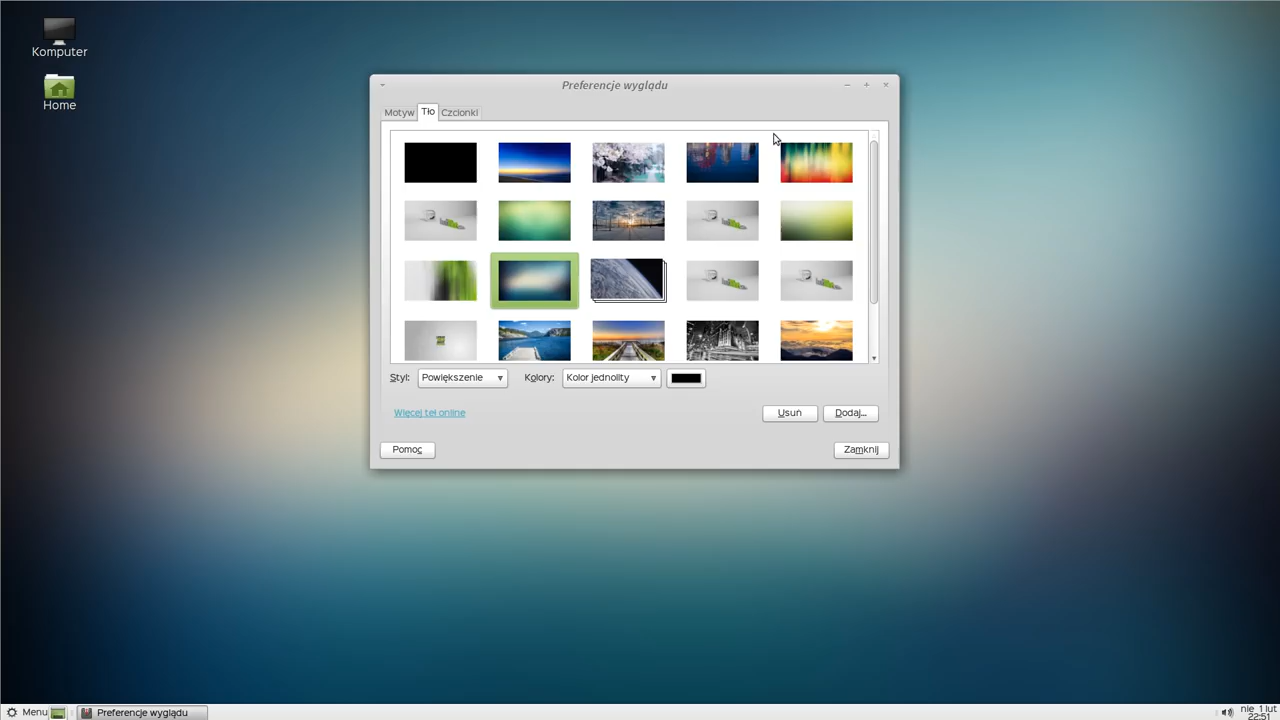 Komputer
Home
Preferencje wyglądu
Motyw Tło Czcionki
Styl: Powiększenie Kolory: Kolor jednolity
Więcej teł online Usuń Dodaj...
Pomoc Zamknij
Menu Preferencje wyglądu nie, 1 lut
22:51